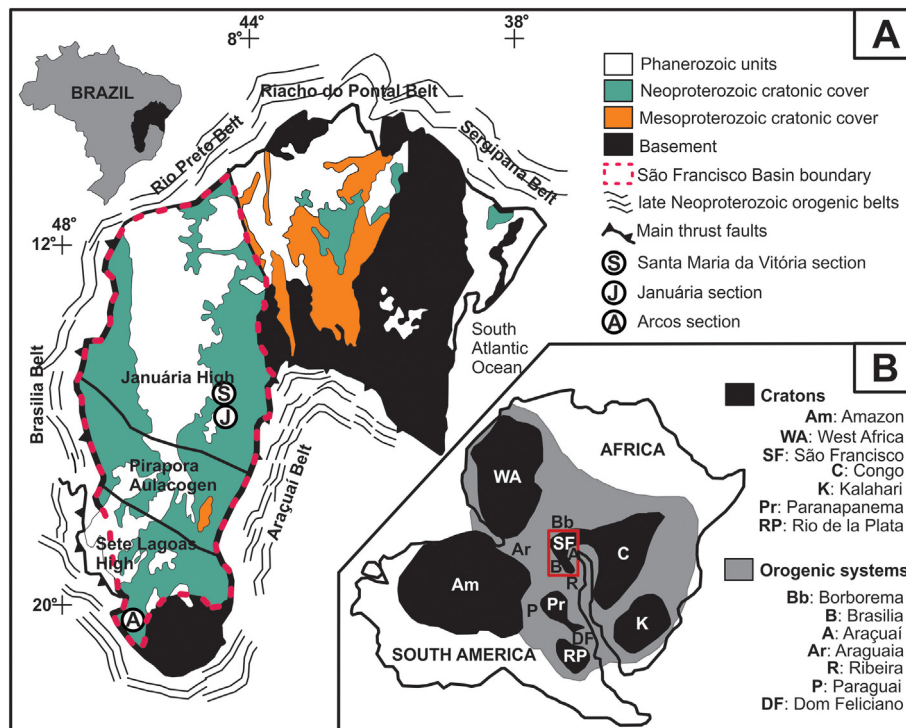 44°
8°
38°
A
BRAZIL
Riacho do Pontal Belt
Rio Preto Belt
Sergipana Belt
Phanerozoic units
Neoproterozoic cratonic cover
Mesoproterozoic cratonic cover
Basement
São Francisco Basin boundary
late Neoproterozoic orogenic belts
Main thrust faults
S Santa Maria da Vitória section
J Januária section
A Arcos section
48°
12°
South
Atlantic
Ocean
Januária High
S
J
Brasilia Belt
Pirapora
Aulacogen
Araçuaí Belt
Sete Lagoas
High
20°
A
B
AFRICA
SOUTH AMERICA
WA
Bb
SF
A
B
Ar
C
R
Am
P
Pr
K
DF
RP
Cratons
Am: Amazon
WA: West Africa
SF: São Francisco
C: Congo
K: Kalahari
Pr: Paranapanema
RP: Rio de la Plata
Orogenic systems
Bb: Borborema
B: Brasilia
A: Araçuaí
Ar: Araguaia
R: Ribeira
P: Paraguai
DF: Dom Feliciano